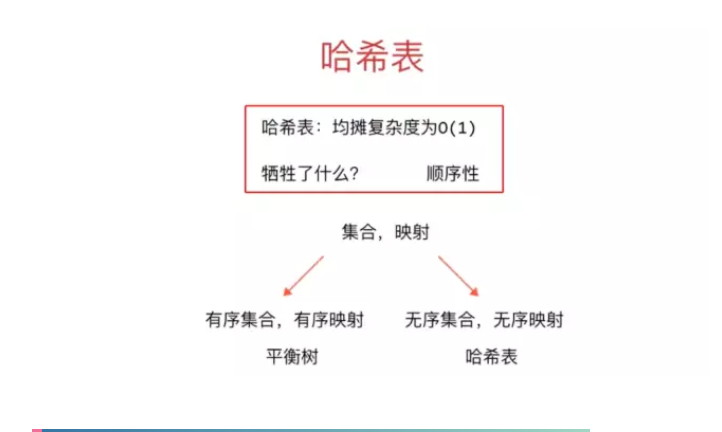 哈希表
哈希表：均摊复杂度为O(1)
牺牲了什么？ 顺序性
集合，映射
有序集合，有序映射 无序集合，无序映射
平衡树 哈希表